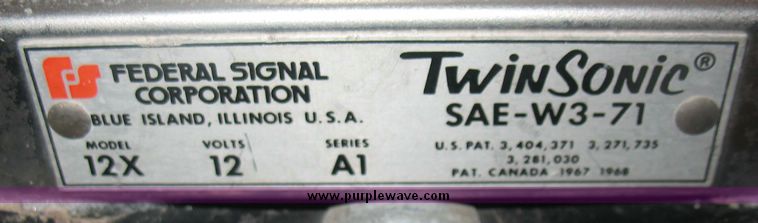 FEDERAL SIGNAL
CORPORATION
BLUE ISLAND, ILLINOIS U.S.A.
MODEL VOLTS SERIES
12X 12 A1
TWINSONIC®
SAE-W3-71
U.S. PAT. 3,404,371 3,271,735
3,281,030
PAT. CANADA 1967 1968
www.purplewave.com